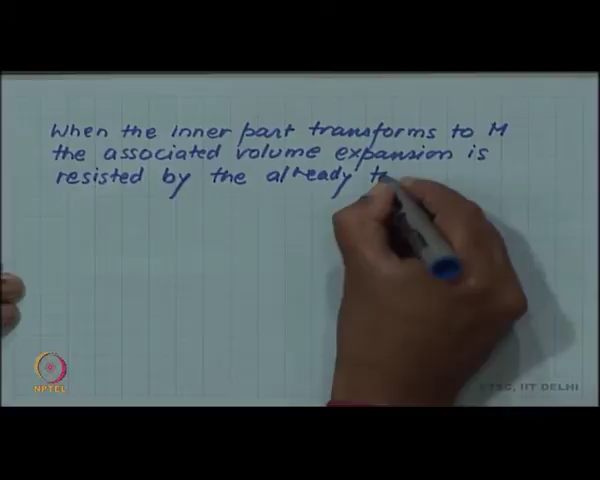 When the inner part transforms to M
the associated volume expansion is
resisted by the already
NPTEL
IIT DELHI